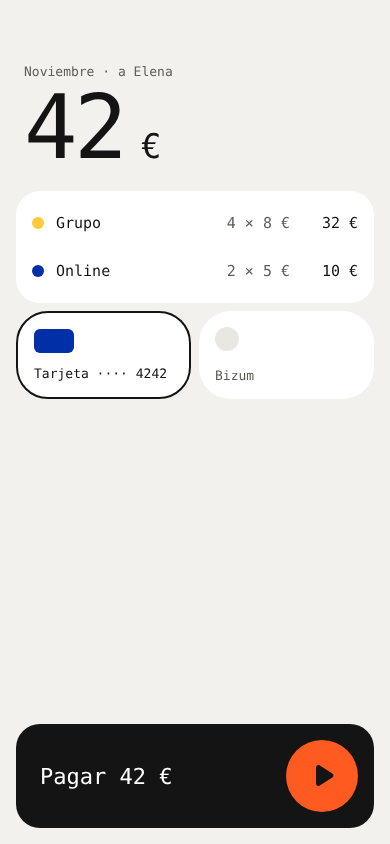 Noviembre · a Elena
42 €
Grupo 4 × 8 € 32 €
Online 2 × 5 € 10 €
Tarjeta ···· 4242
Bizum
Pagar 42 €